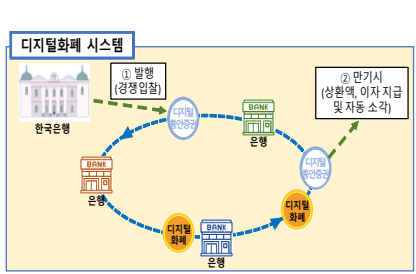 디지털화폐 시스템
① 발행
(경쟁입찰)
② 만기시
(상환액, 이자 지급
및 자동 소각)
한국은행
디지털
통안증권
BANK
은행
디지털
통안증권
BANK
은행
디지털
화폐
디지털
화폐
BANK
은행